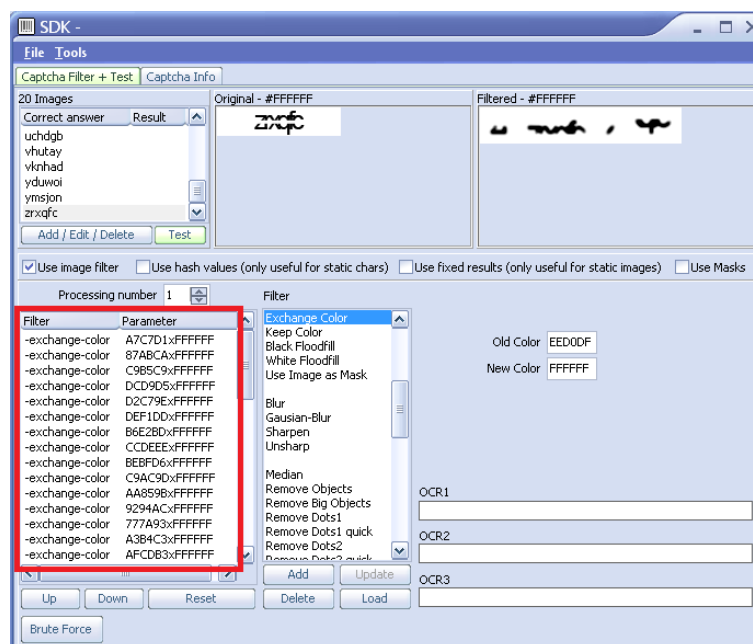 SDK -
File Tools
Captcha Filter + Test Captcha Info
20 Images
Correct answer Result
uchdgb
vhutay
vknhad
yduwoi
ymsjon
zrxqfc
Add / Edit / Delete Test
Original - #FFFFFF
zrxqfc
Filtered - #FFFFFF
Use image filter Use hash values (only useful for static chars) Use fixed results (only useful for static images) Use Masks
Processing number 1
Filter Parameter
-exchange-color A7C7D1xFFFFFF
-exchange-color 87ABCAxFFFFFF
-exchange-color C9B5C9xFFFFFF
-exchange-color DCD9D5xFFFFFF
-exchange-color D2C79ExFFFFFF
-exchange-color DEF1DDxFFFFFF
-exchange-color B6E2BDxFFFFFF
-exchange-color CCDEEExFFFFFF
-exchange-color BEBFD6xFFFFFF
-exchange-color C9AC9DxFFFFFF
-exchange-color AA859BxFFFFFF
-exchange-color 9294ACxFFFFFF
-exchange-color 777A93xFFFFFF
-exchange-color A3B4C3xFFFFFF
-exchange-color AFCDB3xFFFFFF
Up Down Reset
Brute Force
Filter
Exchange Color
Keep Color
Black Floodfill
White Floodfill
Use Image as Mask
Blur
Gausian-Blur
Sharpen
Unsharp
Median
Remove Objects
Remove Big Objects
Remove Dots1
Remove Dots1 quick
Remove Dots2
Remove Dots2 quick
Add Update
Delete Load
Old Color EED0DF
New Color FFFFFF
OCR1
OCR2
OCR3